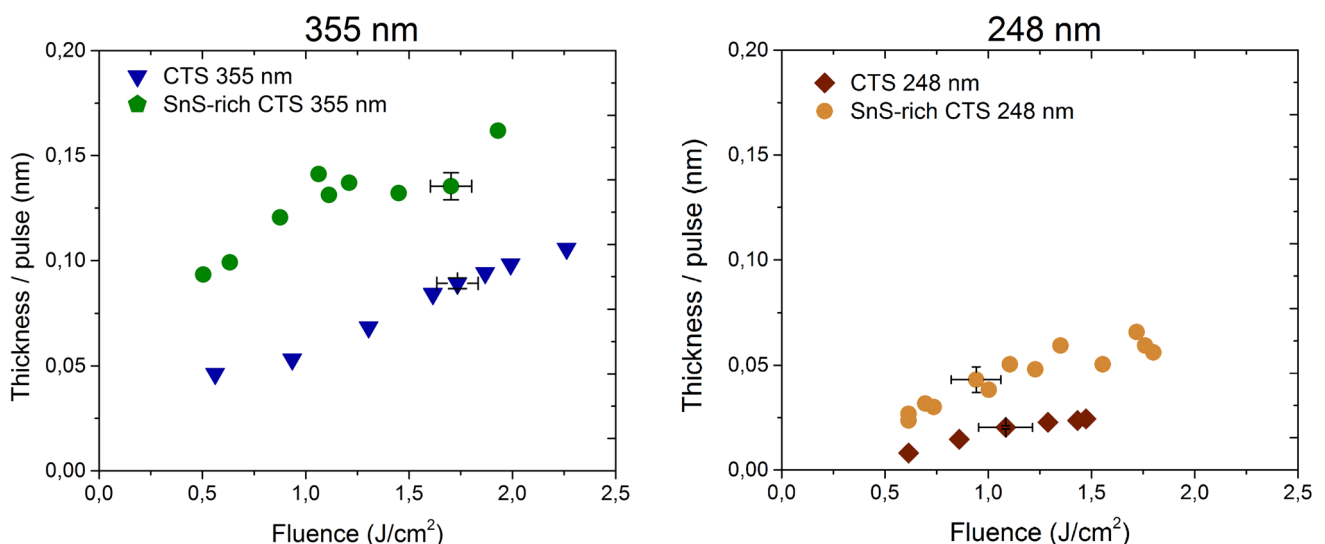 355 nm
0,20
0,15
0,10
0,05
0,00
Thickness / pulse (nm)
CTS 355 nm
SnS-rich CTS 355 nm
0,0 0,5 1,0 1,5 2,0 2,5
Fluence (J/cm²)
248 nm
0,20
0,15
0,10
0,05
0,00
Thickness / pulse (nm)
CTS 248 nm
SnS-rich CTS 248 nm
0,0 0,5 1,0 1,5 2,0 2,5
Fluence (J/cm²)